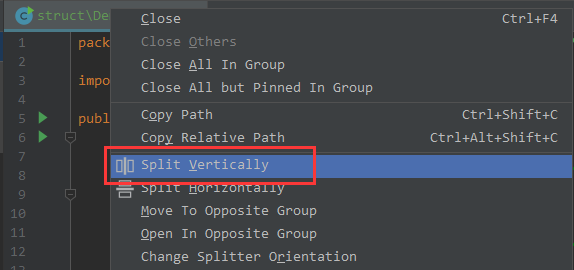 struct\De
Close Ctrl+F4
Close Others
Close All In Group
Close All but Pinned In Group
Copy Path Ctrl+Shift+C
Copy Relative Path Ctrl+Alt+Shift+C
Split Vertically
Split Horizontally
Move To Opposite Group
Open In Opposite Group
Change Splitter Orientation
1 pack
2
3 impo
4
5 publ
6
7
8
9
10
11
12